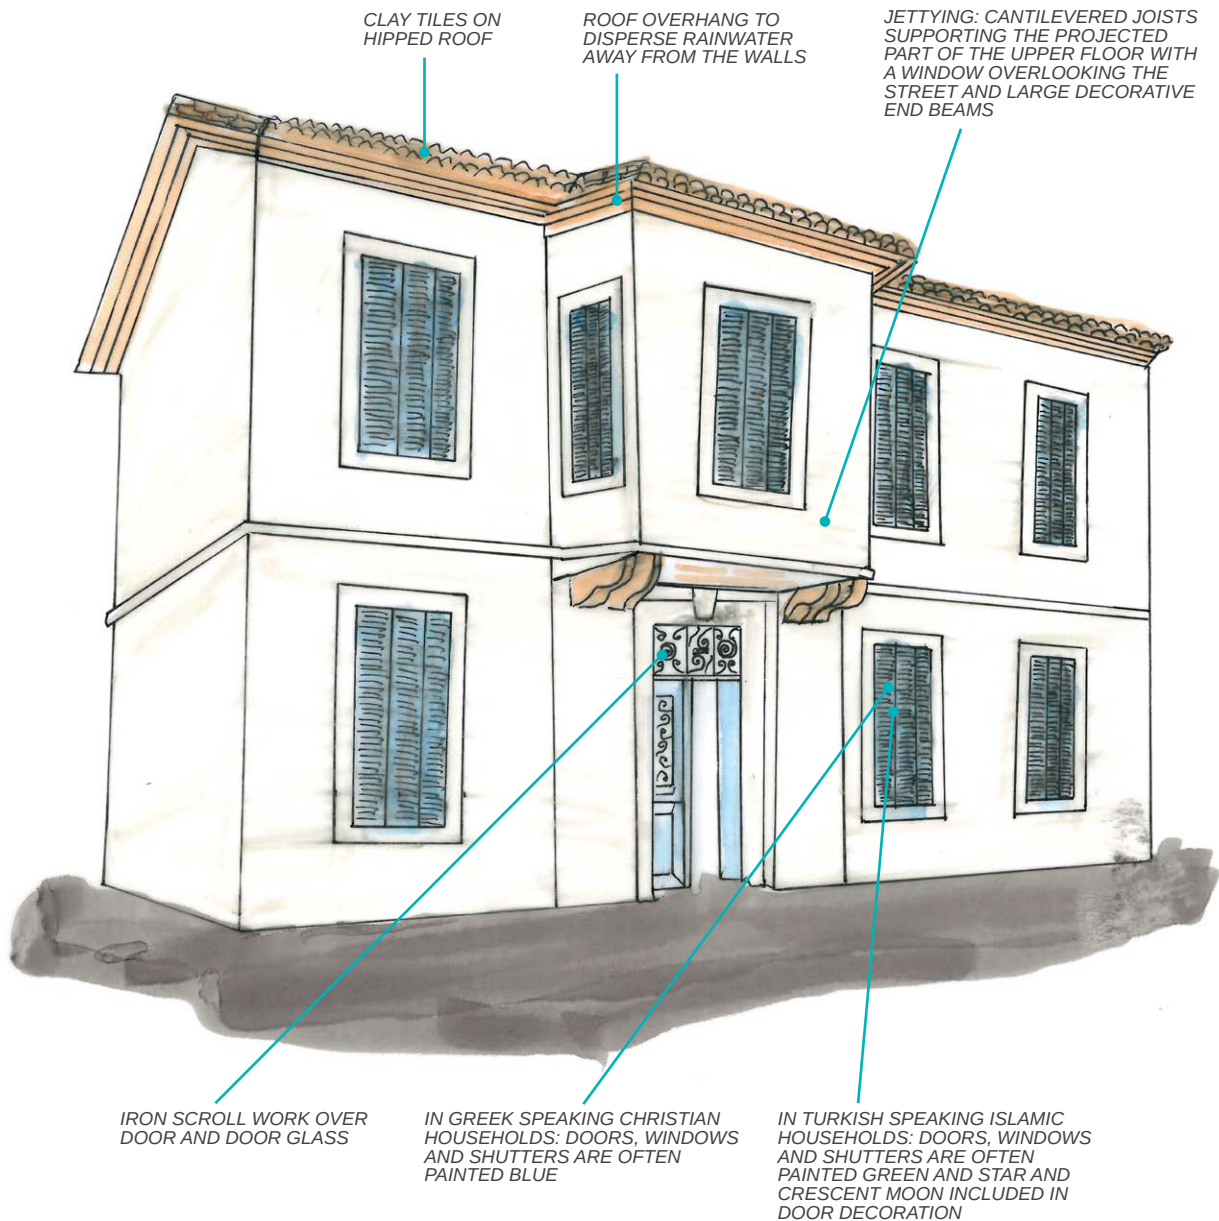 CLAY TILES ON
HIPPED ROOF
ROOF OVERHANG TO
DISPERSE RAINWATER
AWAY FROM THE WALLS
JETTYING: CANTILEVERED JOISTS
SUPPORTING THE PROJECTED
PART OF THE UPPER FLOOR WITH
A WINDOW OVERLOOKING THE
STREET AND LARGE DECORATIVE
END BEAMS
IRON SCROLL WORK OVER
DOOR AND DOOR GLASS
IN GREEK SPEAKING CHRISTIAN
HOUSEHOLDS: DOORS, WINDOWS
AND SHUTTERS ARE OFTEN
PAINTED BLUE
IN TURKISH SPEAKING ISLAMIC
HOUSEHOLDS: DOORS, WINDOWS
AND SHUTTERS ARE OFTEN
PAINTED GREEN AND STAR AND
CRESCENT MOON INCLUDED IN
DOOR DECORATION